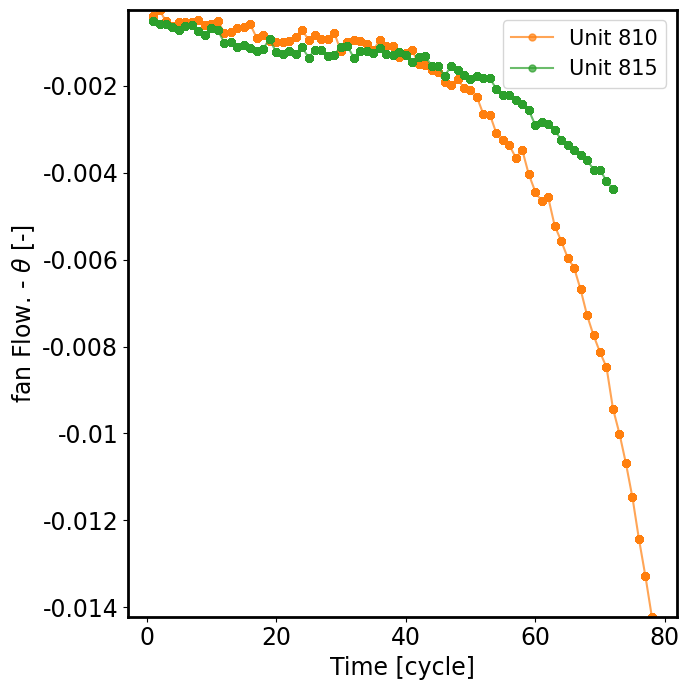 Unit 810
Unit 815
-0.002
-0.004
-0.006
-0.008
-0.01
-0.012
-0.014
fan Flow. - θ [-]
0 20 40 60 80
Time [cycle]